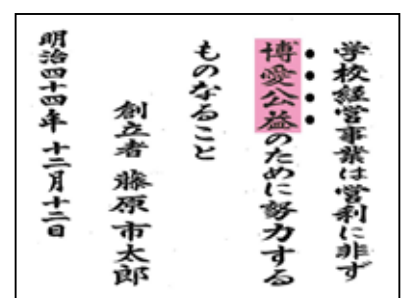 学校経営事業は営利に非ず
博愛公益のために努力する
ものなること
創立者 藤原市太郎
明治四十四年 十二月十二日